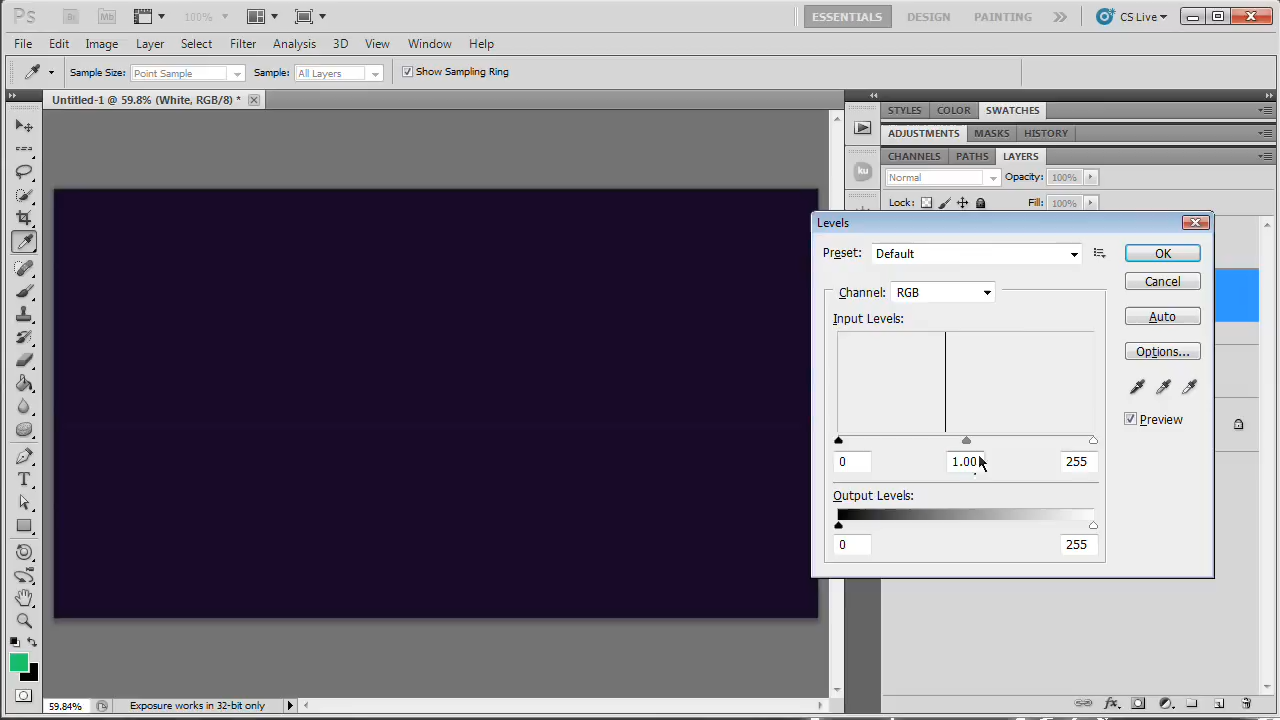 Ps Br Mb 100% ESSENTIALS DESIGN PAINTING CS Live
File Edit Image Layer Select Filter Analysis 3D View Window Help
Sample Size: Point Sample Sample: All Layers Show Sampling Ring
Untitled-1 @ 59.8% (White, RGB/8) *
STYLES COLOR SWATCHES
ADJUSTMENTS MASKS HISTORY
CHANNELS PATHS LAYERS
ku
Normal Opacity: 100%
Lock: Fill: 100%
Levels
Preset: Default OK
Cancel
Channel: RGB
Input Levels:
Auto
Options...
Preview
0 1.00 255
Output Levels:
0 255
T
59.84% Exposure works in 32-bit only
fx